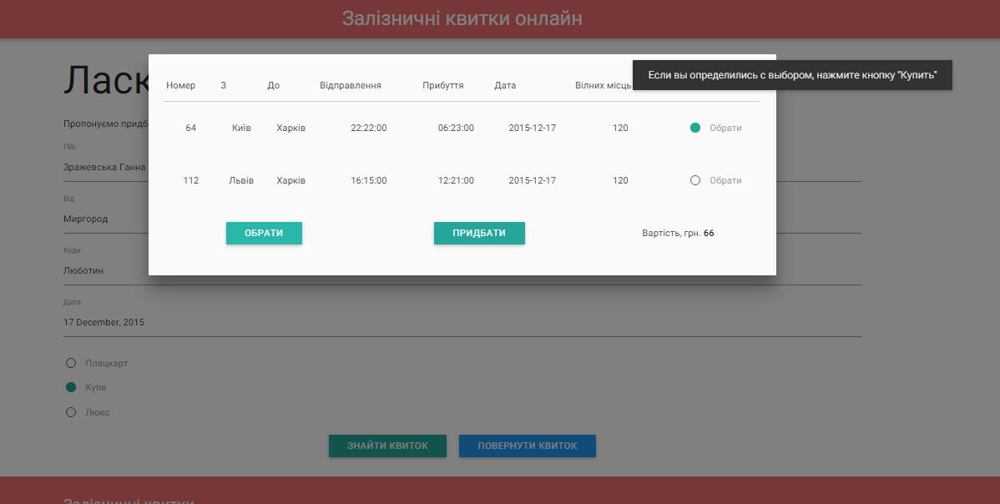 Залізничні квитки онлайн
Ласк
Если вы определились с выбором, нажмите кнопку "Купить"
Номер З До Відправлення Прибуття Дата Вілних місць
64 Київ Харків 22:22:00 06:23:00 2015-12-17 120 Обрати
112 Львів Харків 16:15:00 12:21:00 2015-12-17 120 Обрати
ОБРАТИ ПРИДБАТИ Вартість, грн. 66
Пропонуємо придб
ПІБ
Зражевська Ганна
Від
Миргород
Куди
Люботин
Дата
17 December, 2015
Плацкарт
Купе
Люкс
ЗНАЙТИ КВИТОК ПОВЕРНУТИ КВИТОК
Залізничні квитки